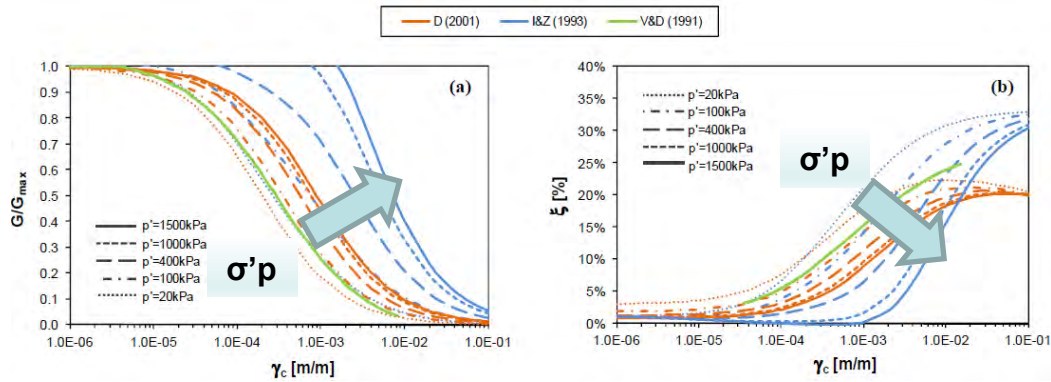 D (2001) I&Z (1993) V&D (1991)
(a)
G/Gmax
1.0
0.9
0.8
0.7
0.6
0.5
0.4
0.3
0.2
0.1
0.0
p'=1500kPa
p'=1000kPa
p'=400kPa
p'=100kPa
p'=20kPa
σ'p
1.0E-06 1.0E-05 1.0E-04 1.0E-03 1.0E-02 1.0E-01
γc [m/m]
(b)
ξ [%]
40%
35%
30%
25%
20%
15%
10%
5%
0%
p'=20kPa
p'=100kPa
p'=400kPa
p'=1000kPa
p'=1500kPa
σ'p
1.0E-06 1.0E-05 1.0E-04 1.0E-03 1.0E-02 1.0E-01
γc [m/m]